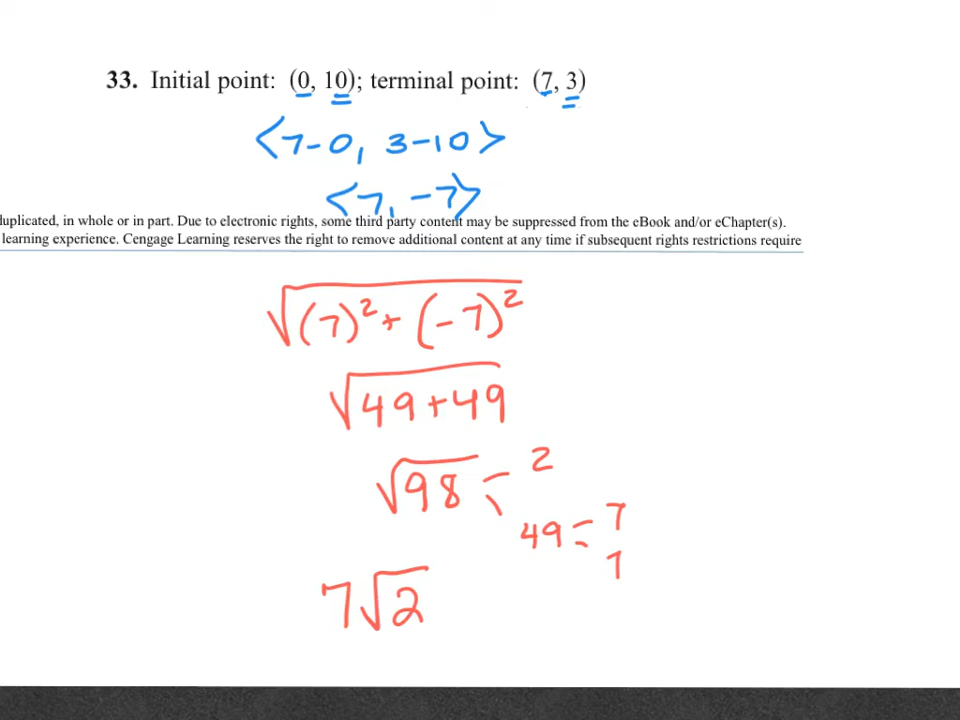 33. Initial point: (0, 10); terminal point: (7, 3)
<7-0, 3-10>
<7, -7>
duplicated, in whole or in part. Due to electronic rights, some third party content may be suppressed from the eBook and/or eChapter(s).
learning experience. Cengage Learning reserves the right to remove additional content at any time if subsequent rights restrictions require
√(7)²+(-7)²
√49+49
√98 2
49 7
7
7√2